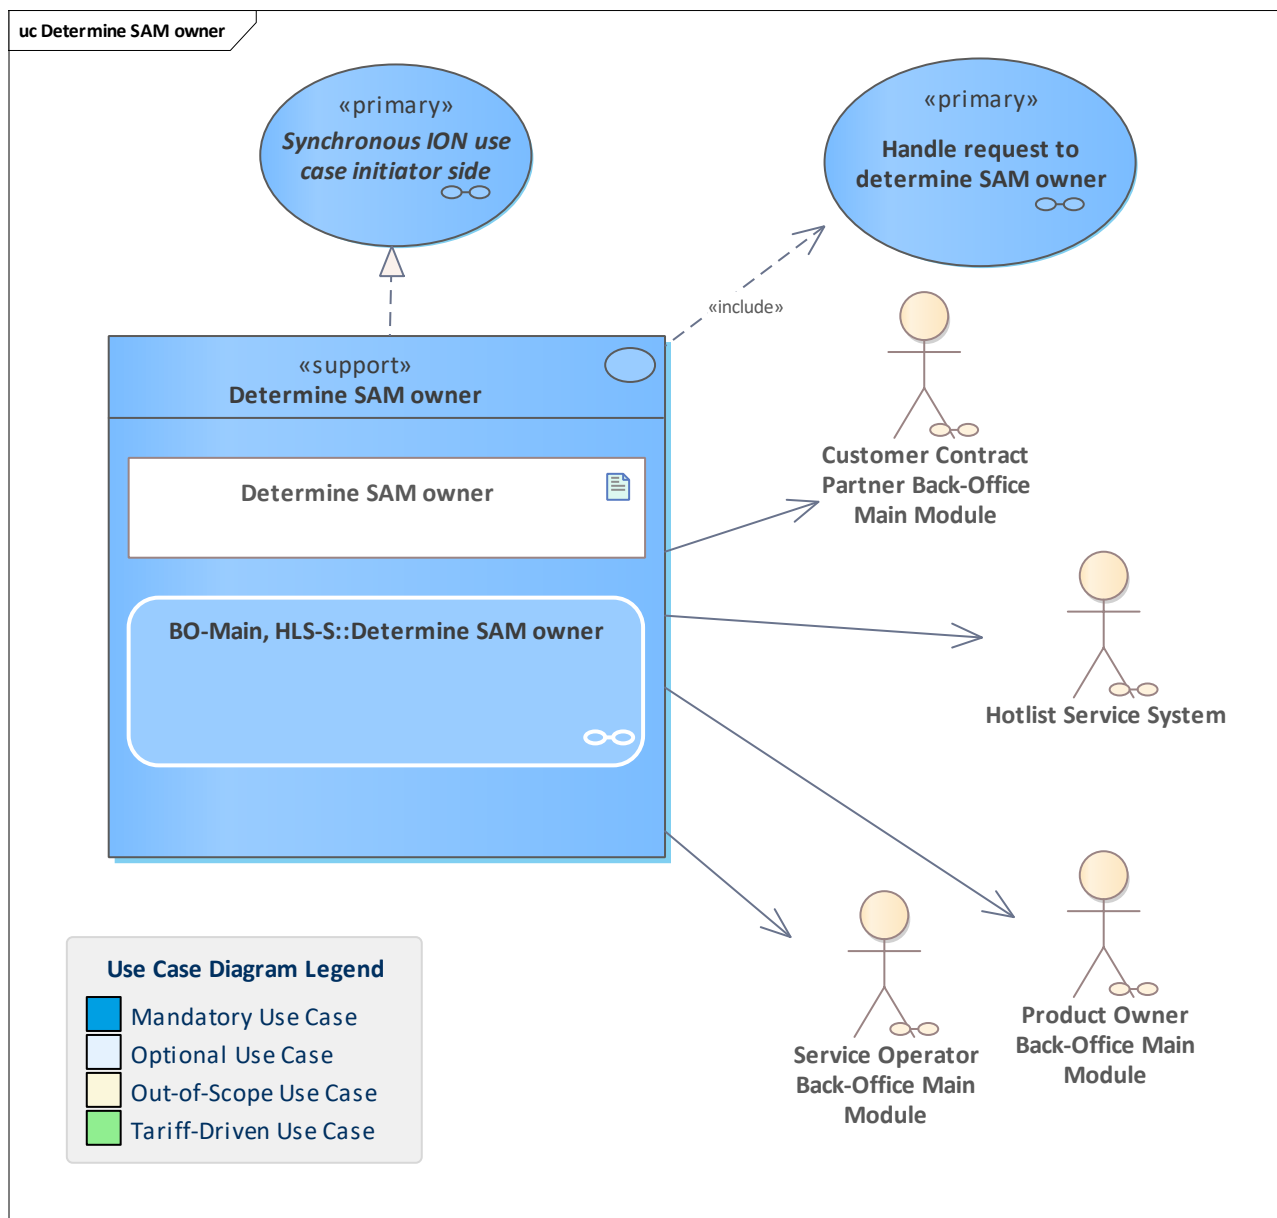 uc Determine SAM owner
«primary»
Synchronous ION use
case initiator side
«primary»
Handle request to
determine SAM owner
«include»
«support»
Determine SAM owner
Determine SAM owner
BO-Main, HLS-S::Determine SAM owner
Customer Contract
Partner Back-Office
Main Module
Hotlist Service System
Product Owner
Back-Office Main
Module
Service Operator
Back-Office Main
Module
Use Case Diagram Legend
Mandatory Use Case
Optional Use Case
Out-of-Scope Use Case
Tariff-Driven Use Case